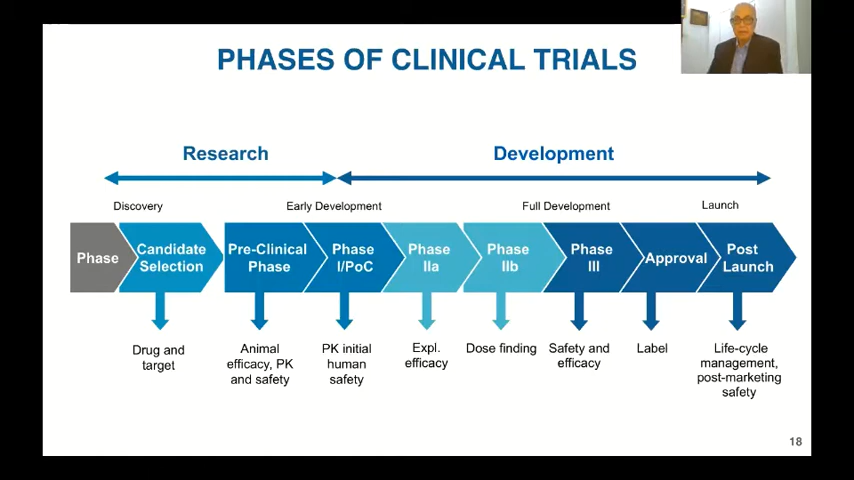 PHASES OF CLINICAL TRIALS
Research
Development
Discovery
Early Development
Full Development
Launch
Phase
Candidate
Selection
Pre-Clinical
Phase
Phase
I/PoC
Phase
IIa
Phase
IIb
Phase
III
Approval
Post
Launch
Drug and
target
Animal
efficacy, PK
and safety
PK initial
human
safety
Expl.
efficacy
Dose finding
Safety and
efficacy
Label
Life-cycle
management,
post-marketing
safety
18